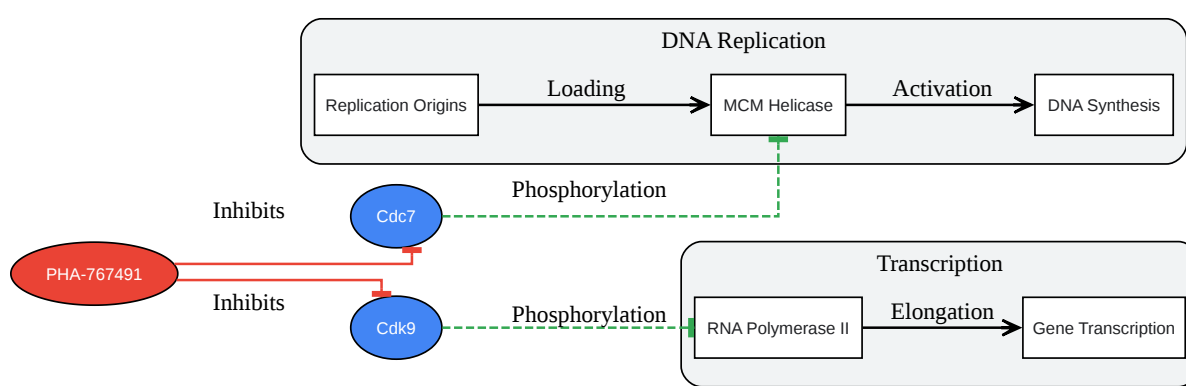 DNA Replication
Replication Origins
Loading
MCM Helicase
Activation
DNA Synthesis
Inhibits
Cdc7
Phosphorylation
PHA-767491
Inhibits
Cdk9
Phosphorylation
Transcription
RNA Polymerase II
Elongation
Gene Transcription